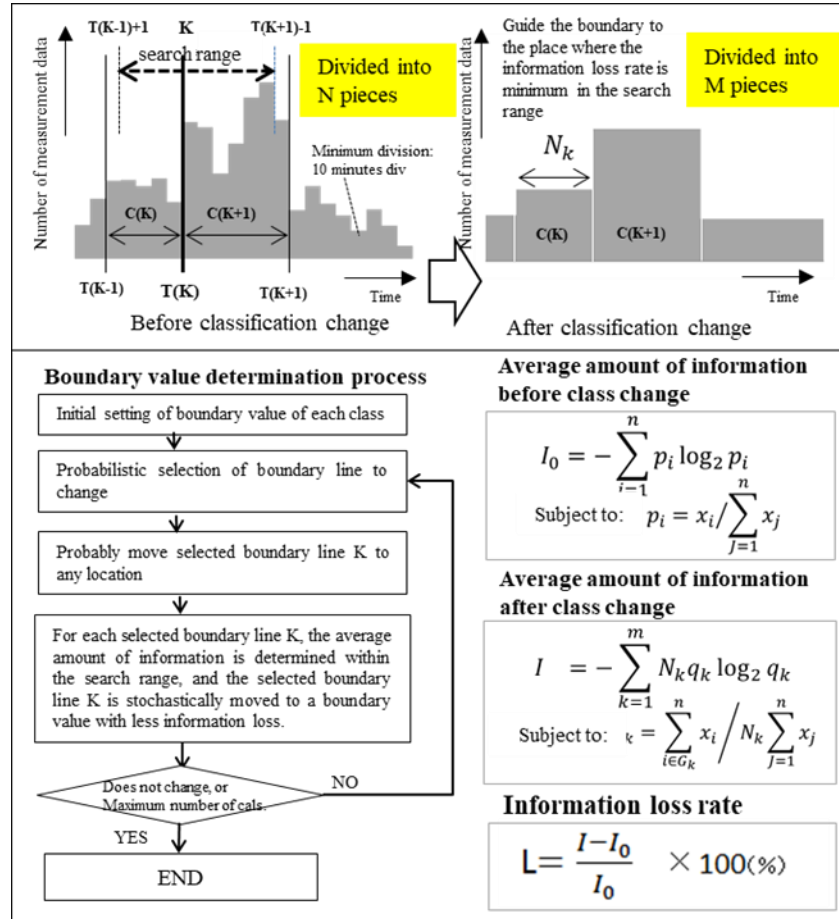 T(K-1)+1 K T(K+1)-1
search range
Divided into
N pieces
Number of measurement data
Minimum division:
10 minutes div
C(K) C(K+1)
T(K-1) T(K) T(K+1) Time
Before classification change
Guide the boundary to
the place where the
information loss rate is
minimum in the search
range
Divided into
M pieces
Number of measurement data
N_k
C(K) C(K+1)
Time
After classification change
Boundary value determination process
Initial setting of boundary value of each class
Probabilistic selection of boundary line to
change
Probably move selected boundary line K to
any location
For each selected boundary line K, the average
amount of information is determined within
the search range, and the selected boundary
line K is stochastically moved to a boundary
value with less information loss.
Does not change, or
Maximum number of cals.
NO
YES
END
Average amount of information
before class change
I_0 = − ∑_{i−1}^{n} p_i log_2 p_i
Subject to: p_i = x_i / ∑_{J=1}^{n} x_j
Average amount of information
after class change
I = − ∑_{k=1}^{m} N_k q_k log_2 q_k
Subject to: k = ∑_{i∈G_k}^{n} x_i / N_k ∑_{J=1}^{n} x_j
Information loss rate
L= (I−I_0)/I_0 × 100(%)